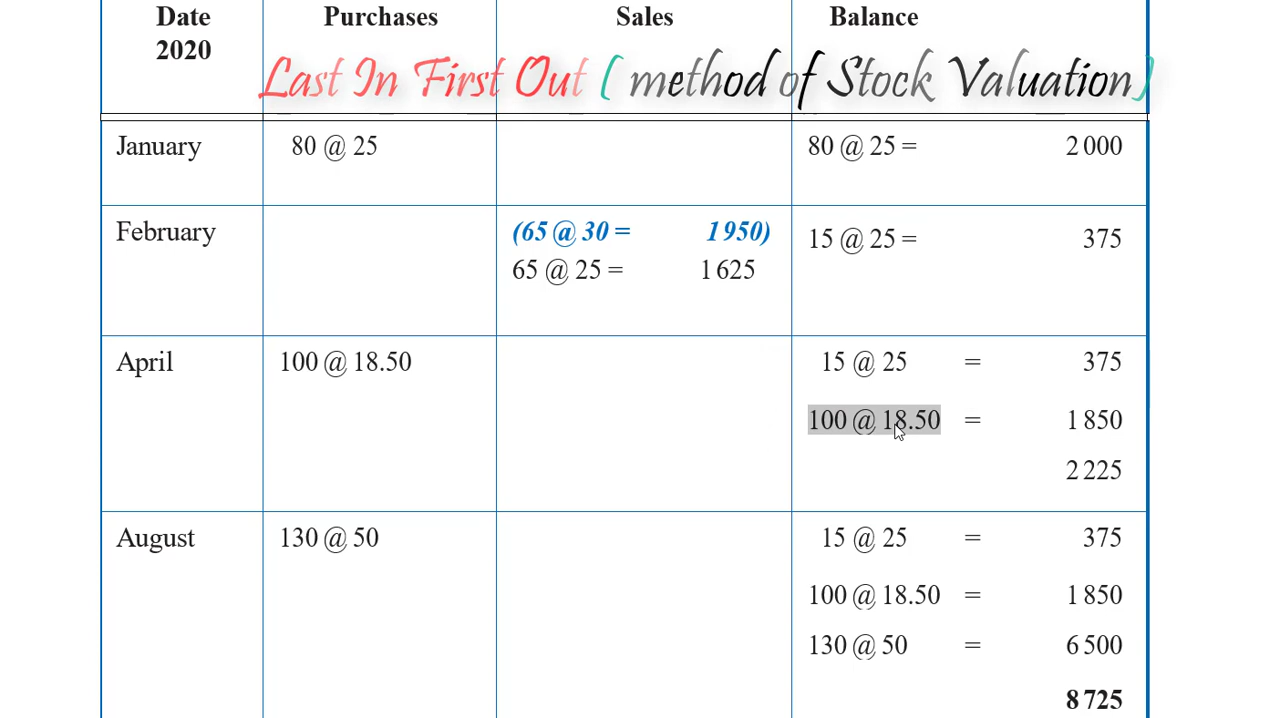 Date Purchases Sales Balance
2020
Last In First Out ( method of Stock Valuation )
January 80 @ 25 80 @ 25 = 2 000
February (65 @ 30 = 1 950) 15 @ 25 = 375
65 @ 25 = 1 625
April 100 @ 18.50 15 @ 25 = 375
100 @ 18.50 = 1 850
2 225
August 130 @ 50 15 @ 25 = 375
100 @ 18.50 = 1 850
130 @ 50 = 6 500
8 725